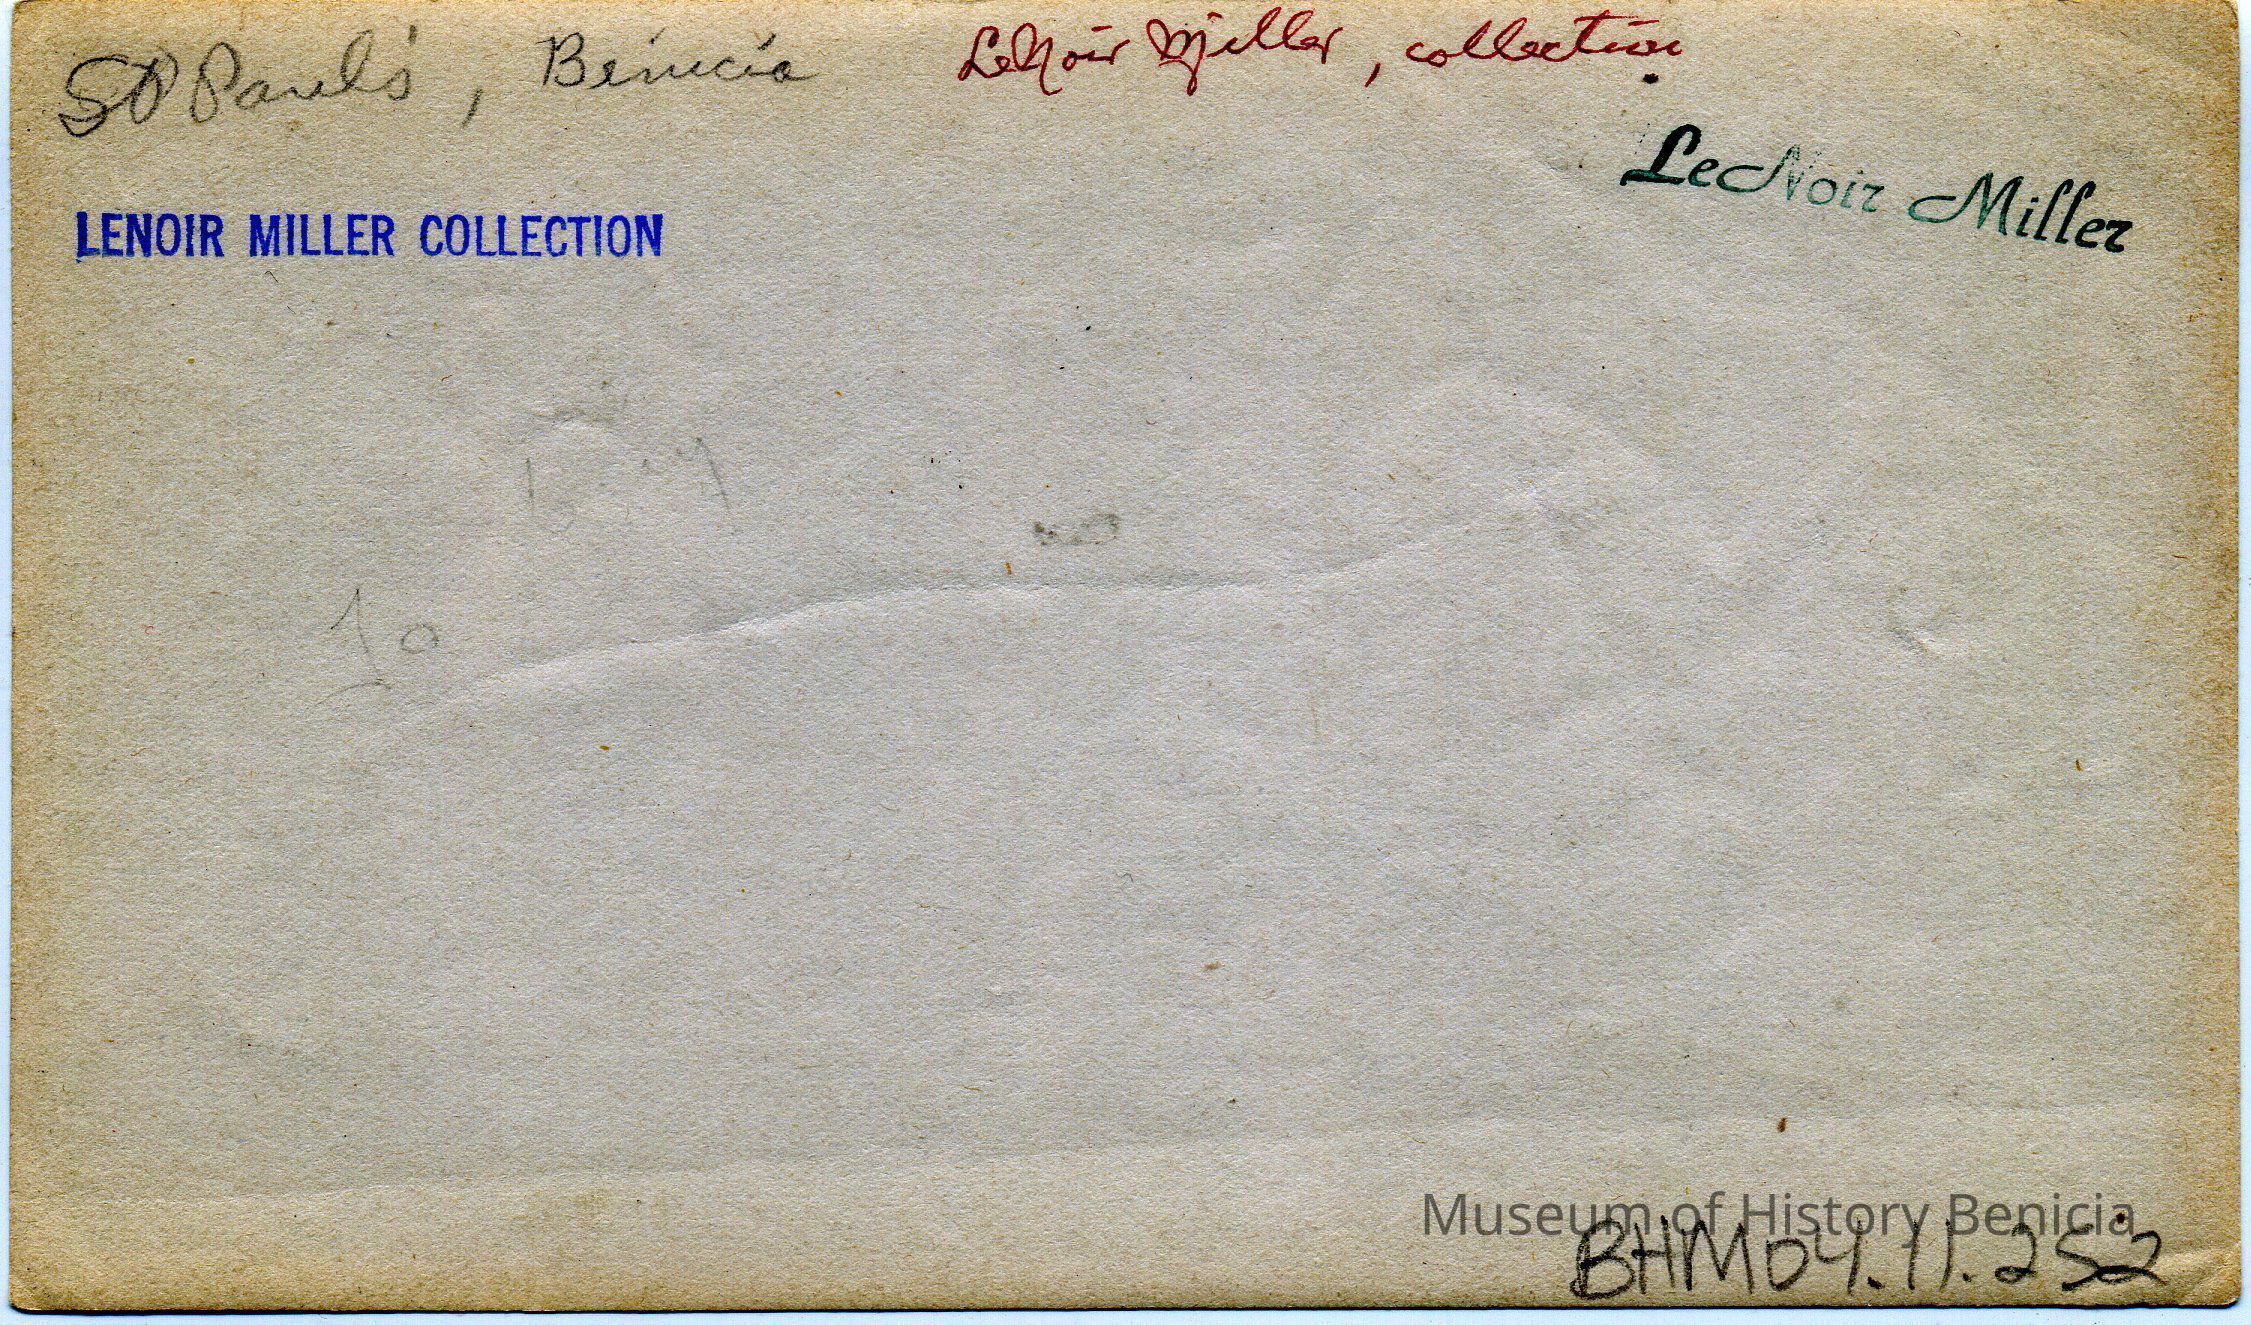 St Paul's, Benicia
LeNoir Miller, collection
LeNoir Miller
LENOIR MILLER COLLECTION
10
Museum of History Benicia
BHM04.11.252